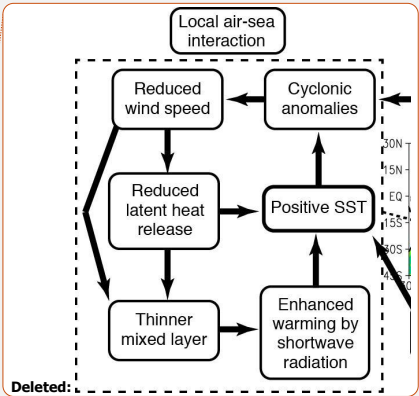 Local air-sea
interaction
Reduced
wind speed
Cyclonic
anomalies
30N
15N
Reduced
latent heat
release
Positive SST
EQ
15S
30S
45S
Thinner
mixed layer
Enhanced
warming by
shortwave
radiation
Deleted: